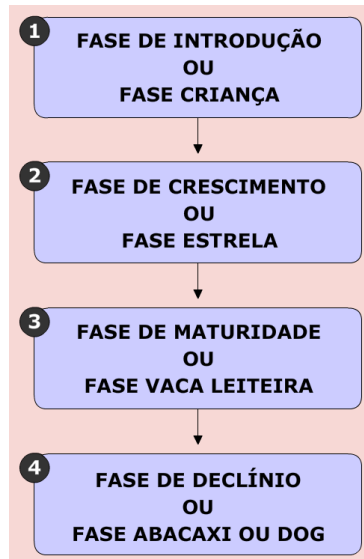 1
FASE DE INTRODUÇÃO
OU
FASE CRIANÇA
2
FASE DE CRESCIMENTO
OU
FASE ESTRELA
3
FASE DE MATURIDADE
OU
FASE VACA LEITEIRA
4
FASE DE DECLÍNIO
OU
FASE ABACAXI OU DOG